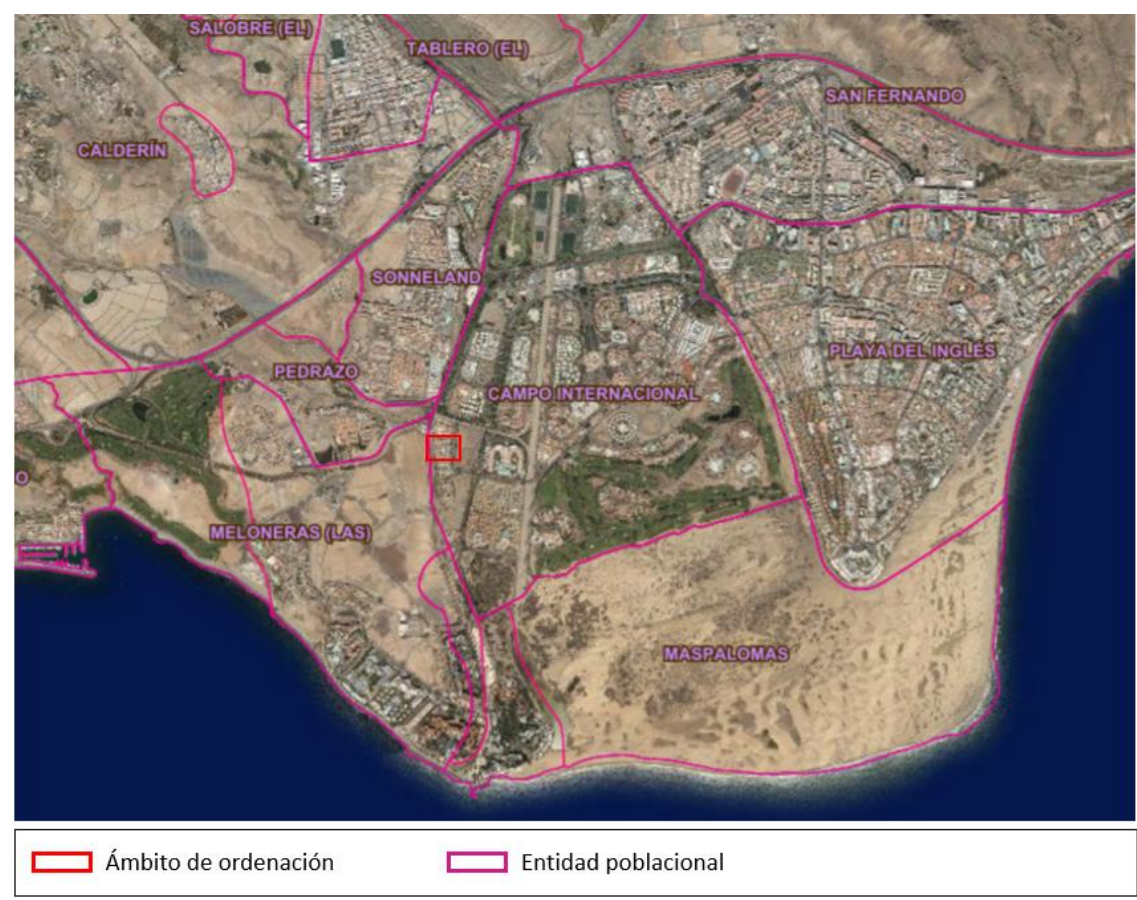 SALOBRE (EL)
TABLERO (EL)
SAN FERNANDO
CALDERÍN
SONNELAND
PLAYA DEL INGLÉS
PEDRAZO
CAMPO INTERNACIONAL
O
MELONERAS (LAS)
MASPALOMAS
Ámbito de ordenación
Entidad poblacional